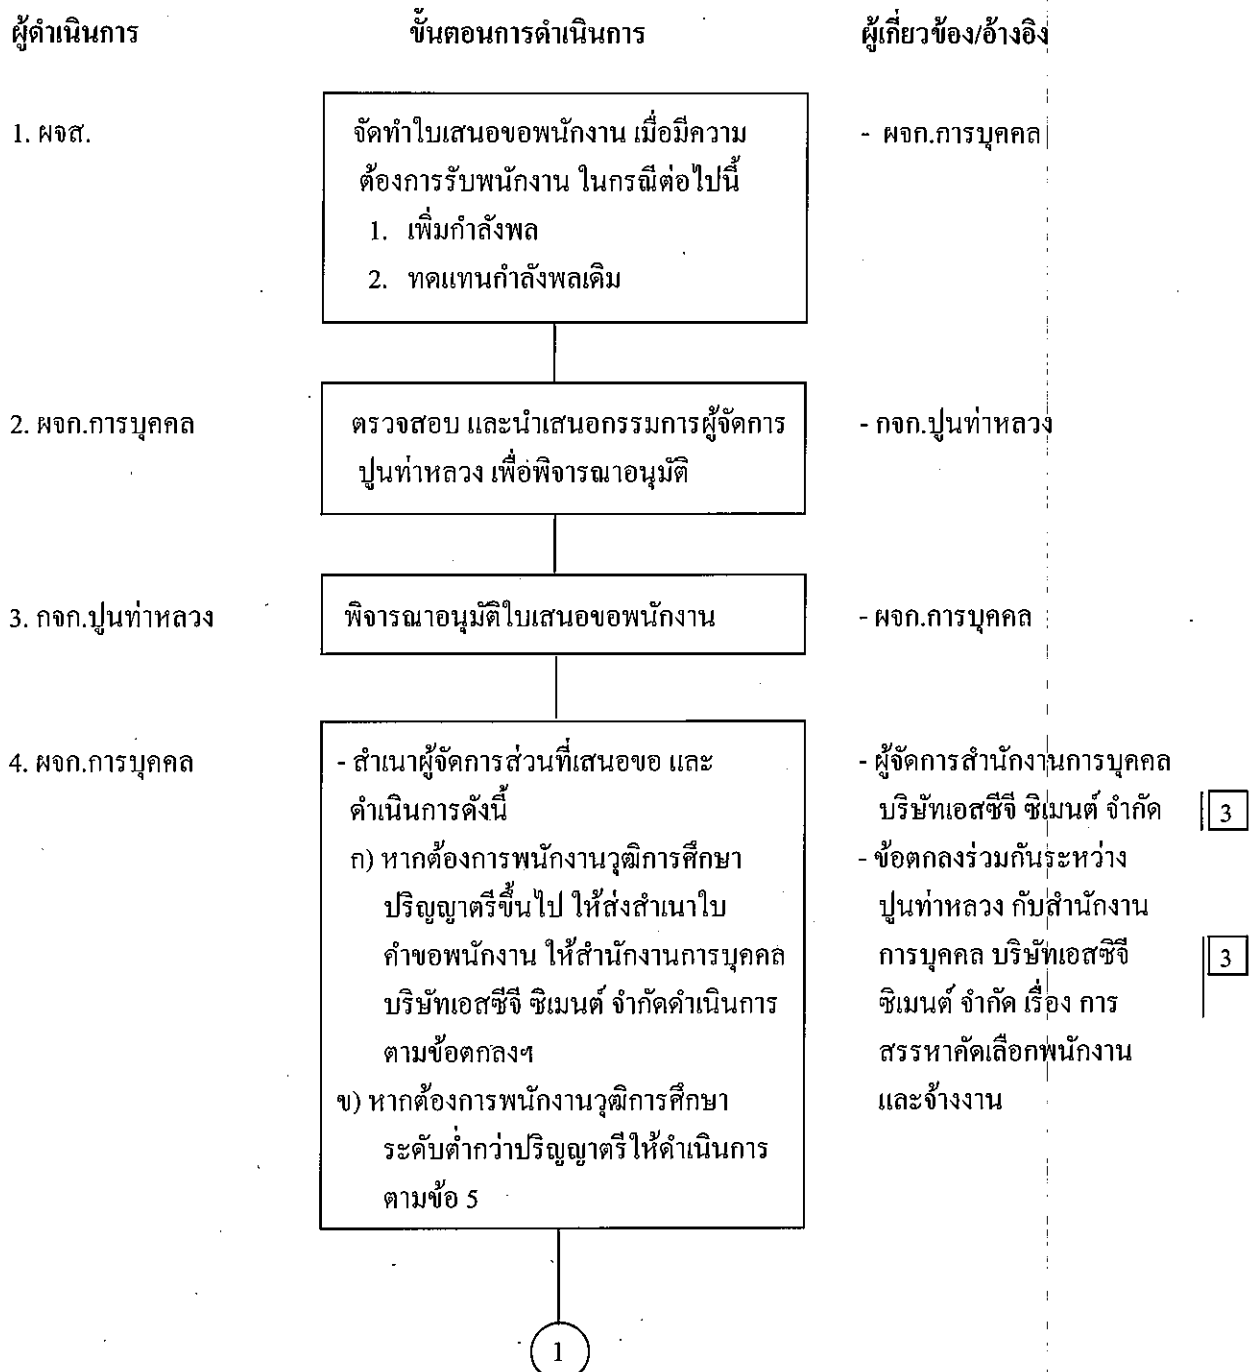 ผู้ดำเนินการ ขั้นตอนการดำเนินการ ผู้เกี่ยวข้อง/อ้างอิง
1. ผจส. จัดทำใบเสนอขอพนักงาน เมื่อมีความ - ผจก.การบุคคล
ต้องการรับพนักงาน ในกรณีต่อไปนี้
1. เพิ่มกำลังพล
2. ทดแทนกำลังพลเดิม
2. ผจก.การบุคคล ตรวจสอบ และนำเสนอกรรมการผู้จัดการ - กจก.ปูนท่าหลวง
ปูนท่าหลวง เพื่อพิจารณาอนุมัติ
3. กจก.ปูนท่าหลวง พิจารณาอนุมัติใบเสนอขอพนักงาน - ผจก.การบุคคล
4. ผจก.การบุคคล - สำเนาผู้จัดการส่วนที่เสนอขอ และ - ผู้จัดการสำนักงานการบุคคล
ดำเนินการดังนี้ บริษัทเอสซีจี ซิเมนต์ จำกัด 3
ก) หากต้องการพนักงานวุฒิการศึกษา - ข้อตกลงร่วมกันระหว่าง
ปริญญาตรีขึ้นไป ให้ส่งสำเนาใบ ปูนท่าหลวง กับสำนักงาน
คำขอพนักงาน ให้สำนักงานการบุคคล การบุคคล บริษัทเอสซิจี 3
บริษัทเอสซีจี ซิเมนต์ จำกัดดำเนินการ ซิเมนต์ จำกัด เรื่อง การ
ตามข้อตกลงฯ สรรหาคัดเลือกพนักงาน
ข) หากต้องการพนักงานวุฒิการศึกษา และจ้างงาน
ระดับต่ำกว่าปริญญาตรีให้ดำเนินการ
ตามข้อ 5
1